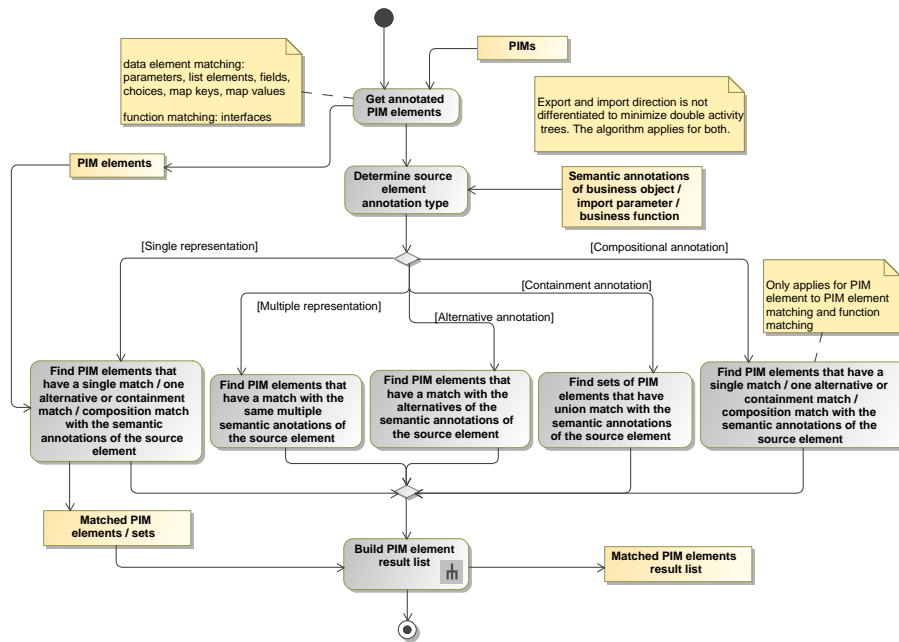 data element matching:
parameters, list elements, fields,
choices, map keys, map values
function matching: interfaces
PIMs
Get annotated
PIM elements
Export and import direction is not
differentiated to minimize double activity
trees. The algorithm applies for both.
PIM elements
Determine source
element
annotation type
Semantic annotations
of business object /
import parameter /
business function
[Single representation]
[Compositional annotation]
[Multiple representation]
[Containment annotation]
[Alternative annotation]
Only applies for PIM
element to PIM element
matching and function
matching
Find PIM elements that
have a single match / one
alternative or containment
match / composition match
with the semantic
annotations of the source
element
Find PIM elements that
have a match with the
same multiple
semantic anotations of
the source element
Find PIM elements that
have a match with the
alternatives of the
semantic annotations of
the source element
Find sets of PIM
elements that have
union match with the
semantic annotations
of the source element
Find PIM elements that have a
single match / one alternative or
containment match /
composition match with the
semantic annotations of the
source element
Matched PIM
elements / sets
Build PIM element
result list
Matched PIM elements
result list